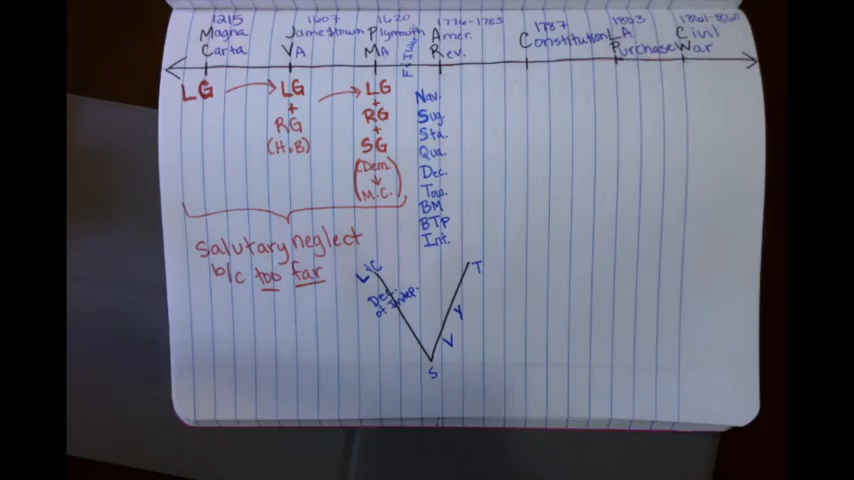 1215
Magna
Carta
1607
Jamestown
VA
1620
Plymouth
MA
1776-1783
Amer.
Rev.
1787
Constitution
1803
LA
Purchase
Civil
War
LG
LG
+
RG
(H.B)
LG
+
RG
+
SG
(Dem.
M.C.)
Nav.
Sug.
Sta.
Qua.
Dec.
Tow.
BM
BTP
Int.
Salutary neglect
b/c too far
L+C
Dec.
of Indep.
S
V
Y
T